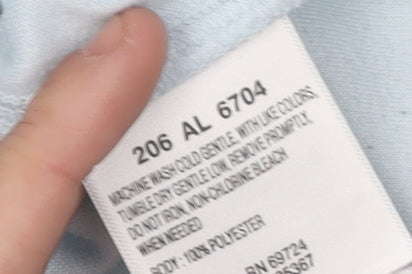 206 AL 6704
MACHINE WASH COLD GENTLE, WITH LIKE COLORS,
TUMBLE DRY GENTLE LOW, REMOVE PROMPTLY,
DO NOT IRON, NON-CHLORINE BLEACH
WHEN NEEDED
BODY : 100% POLYESTER
RN 69724